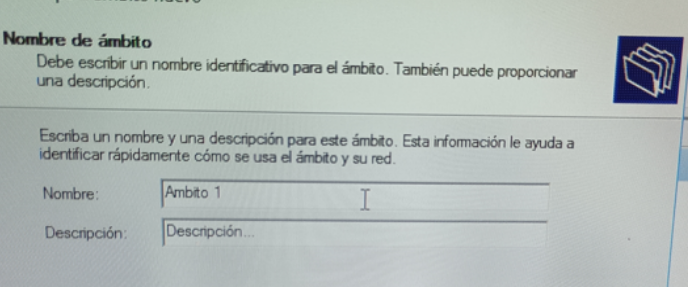 Nombre de ámbito
Debe escribir un nombre identificativo para el ámbito. También puede proporcionar
una descripción.
Escriba un nombre y una descripción para este ámbito. Esta información le ayuda a
identificar rápidamente cómo se usa el ámbito y su red.
Nombre: Ambito 1
Descripción: Descripción...